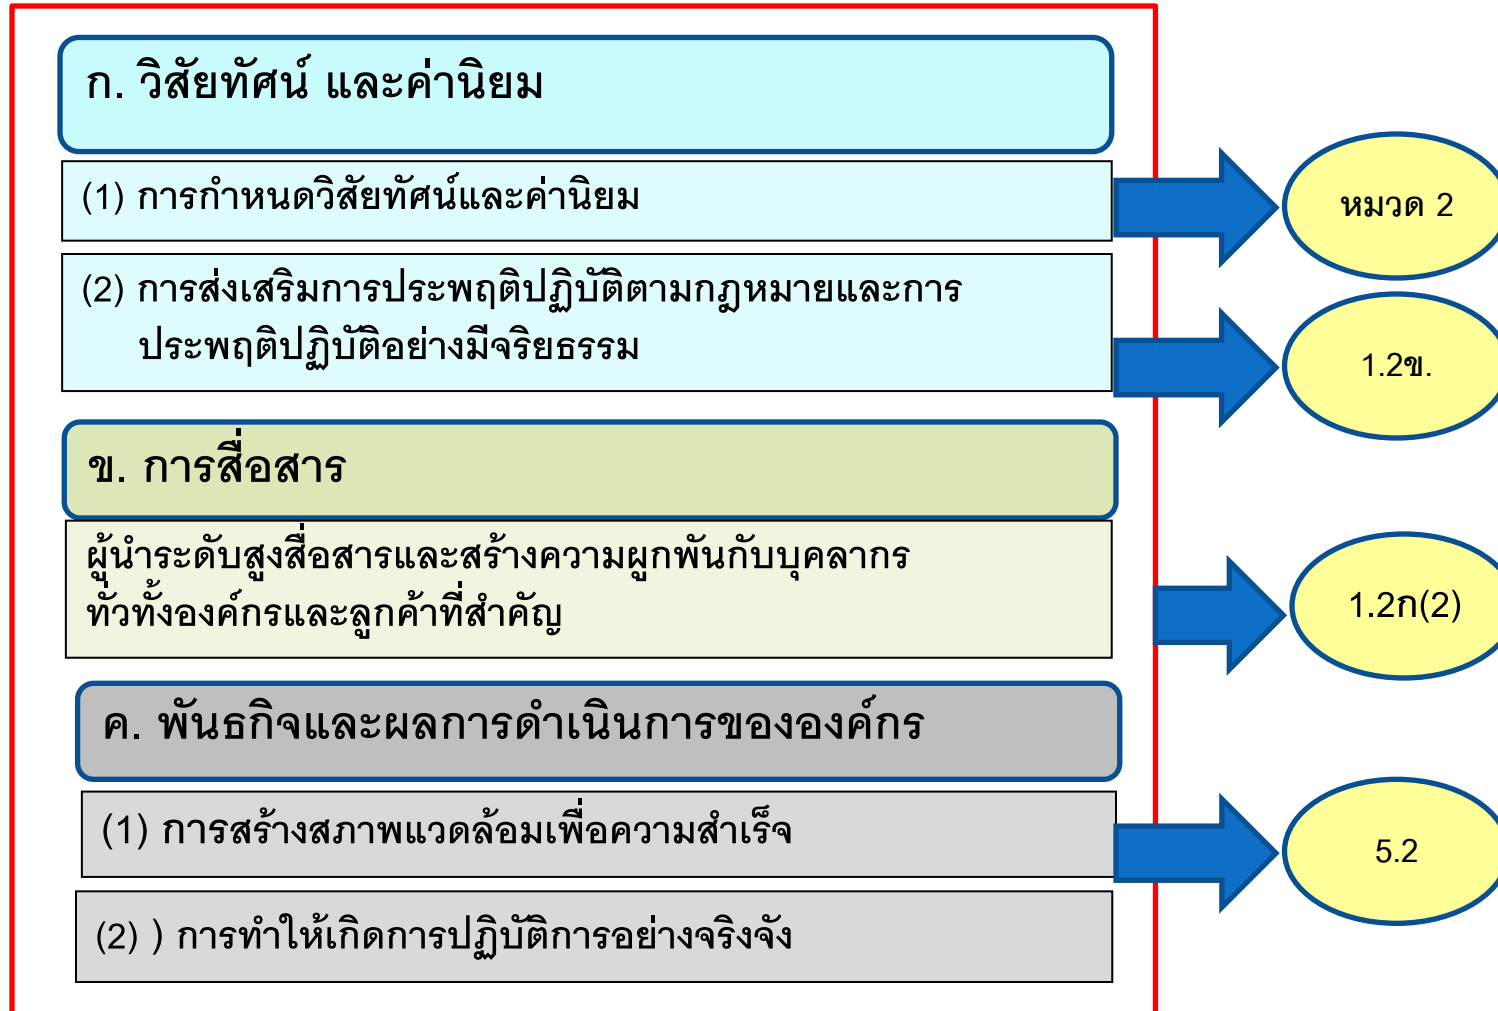 ก. วิสัยทัศน์ และค่านิยม
(1) การกำหนดวิสัยทัศน์และค่านิยม
หมวด 2
(2) การส่งเสริมการประพฤติปฏิบัติตามกฎหมายและการ
ประพฤติปฏิบัติอย่างมีจริยธรรม
1.2ข.
ข. การสื่อสาร
ผู้นำระดับสูงสื่อสารและสร้างความผูกพันกับบุคลากร
ทั่วทั้งองค์กรและลูกค้าที่สำคัญ
1.2ก(2)
ค. พันธกิจและผลการดำเนินการขององค์กร
(1) การสร้างสภาพแวดล้อมเพื่อความสำเร็จ
5.2
(2) ) การทำให้เกิดการปฏิบัติการอย่างจริงจัง